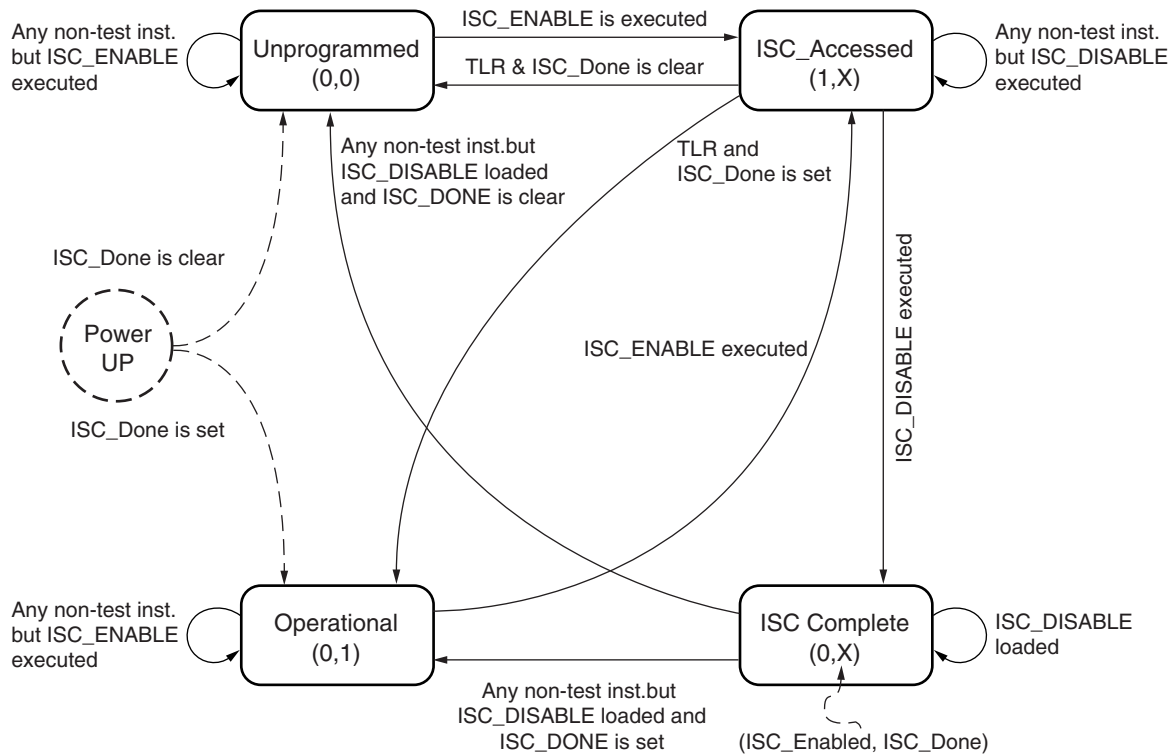 ISC_ENABLE is executed
Any non-test inst.
but ISC_ENABLE
executed
Unprogrammed
(0,0)
TLR & ISC_Done is clear
ISC_Accessed
(1,X)
Any non-test inst.
but ISC_DISABLE
executed
Any non-test inst.but
ISC_DISABLE loaded
and ISC_DONE is clear
TLR and
ISC_Done is set
ISC_Done is clear
Power
UP
ISC_Done is set
ISC_ENABLE executed
ISC_DISABLE executed
Any non-test inst.
but ISC_ENABLE
executed
Operational
(0,1)
ISC Complete
(0,X)
ISC_DISABLE
loaded
Any non-test inst.but
ISC_DISABLE loaded and
ISC_DONE is set
(ISC_Enabled, ISC_Done)